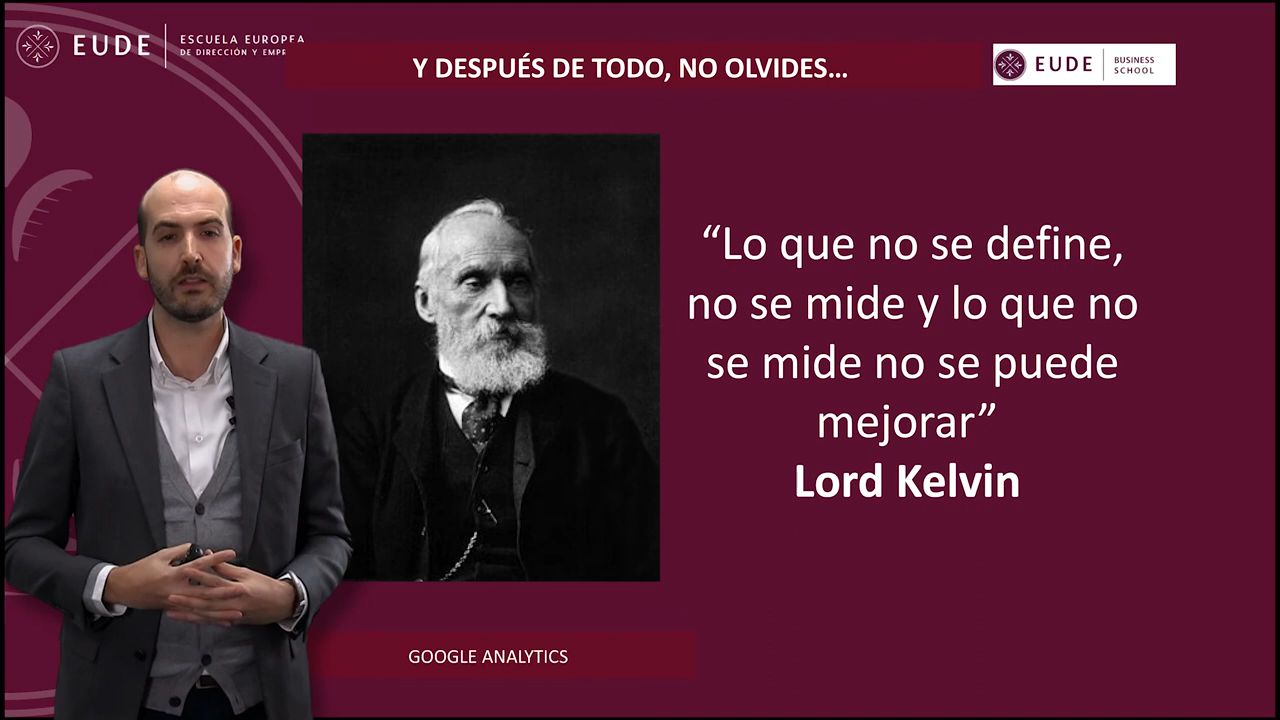 EUDE
ESCUELA EUROPEA
DE DIRECCIÓN Y
Y DESPUÉS DE TODO, NO OLVIDES...
EUDE
BUSINESS
SCHOOL
“Lo que no se define,
no se mide y lo que no
se mide no se puede
mejorar”
Lord Kelvin
GOOGLE ANALYTICS